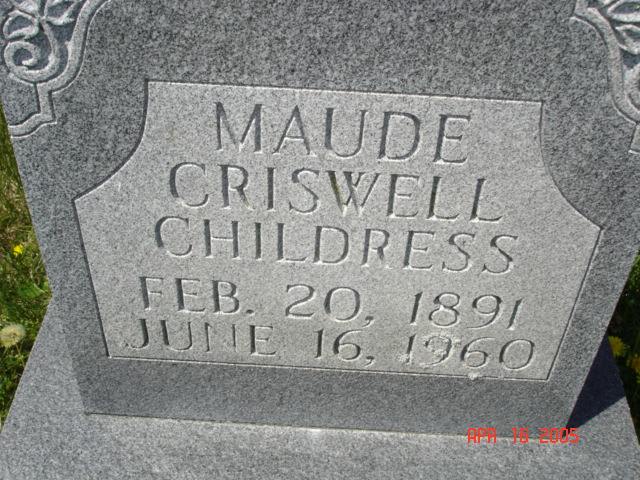 MAUDE
CRISWELL
CHILDRESS
FEB. 20, 1891
JUNE 16, 1960
APR 16 2005